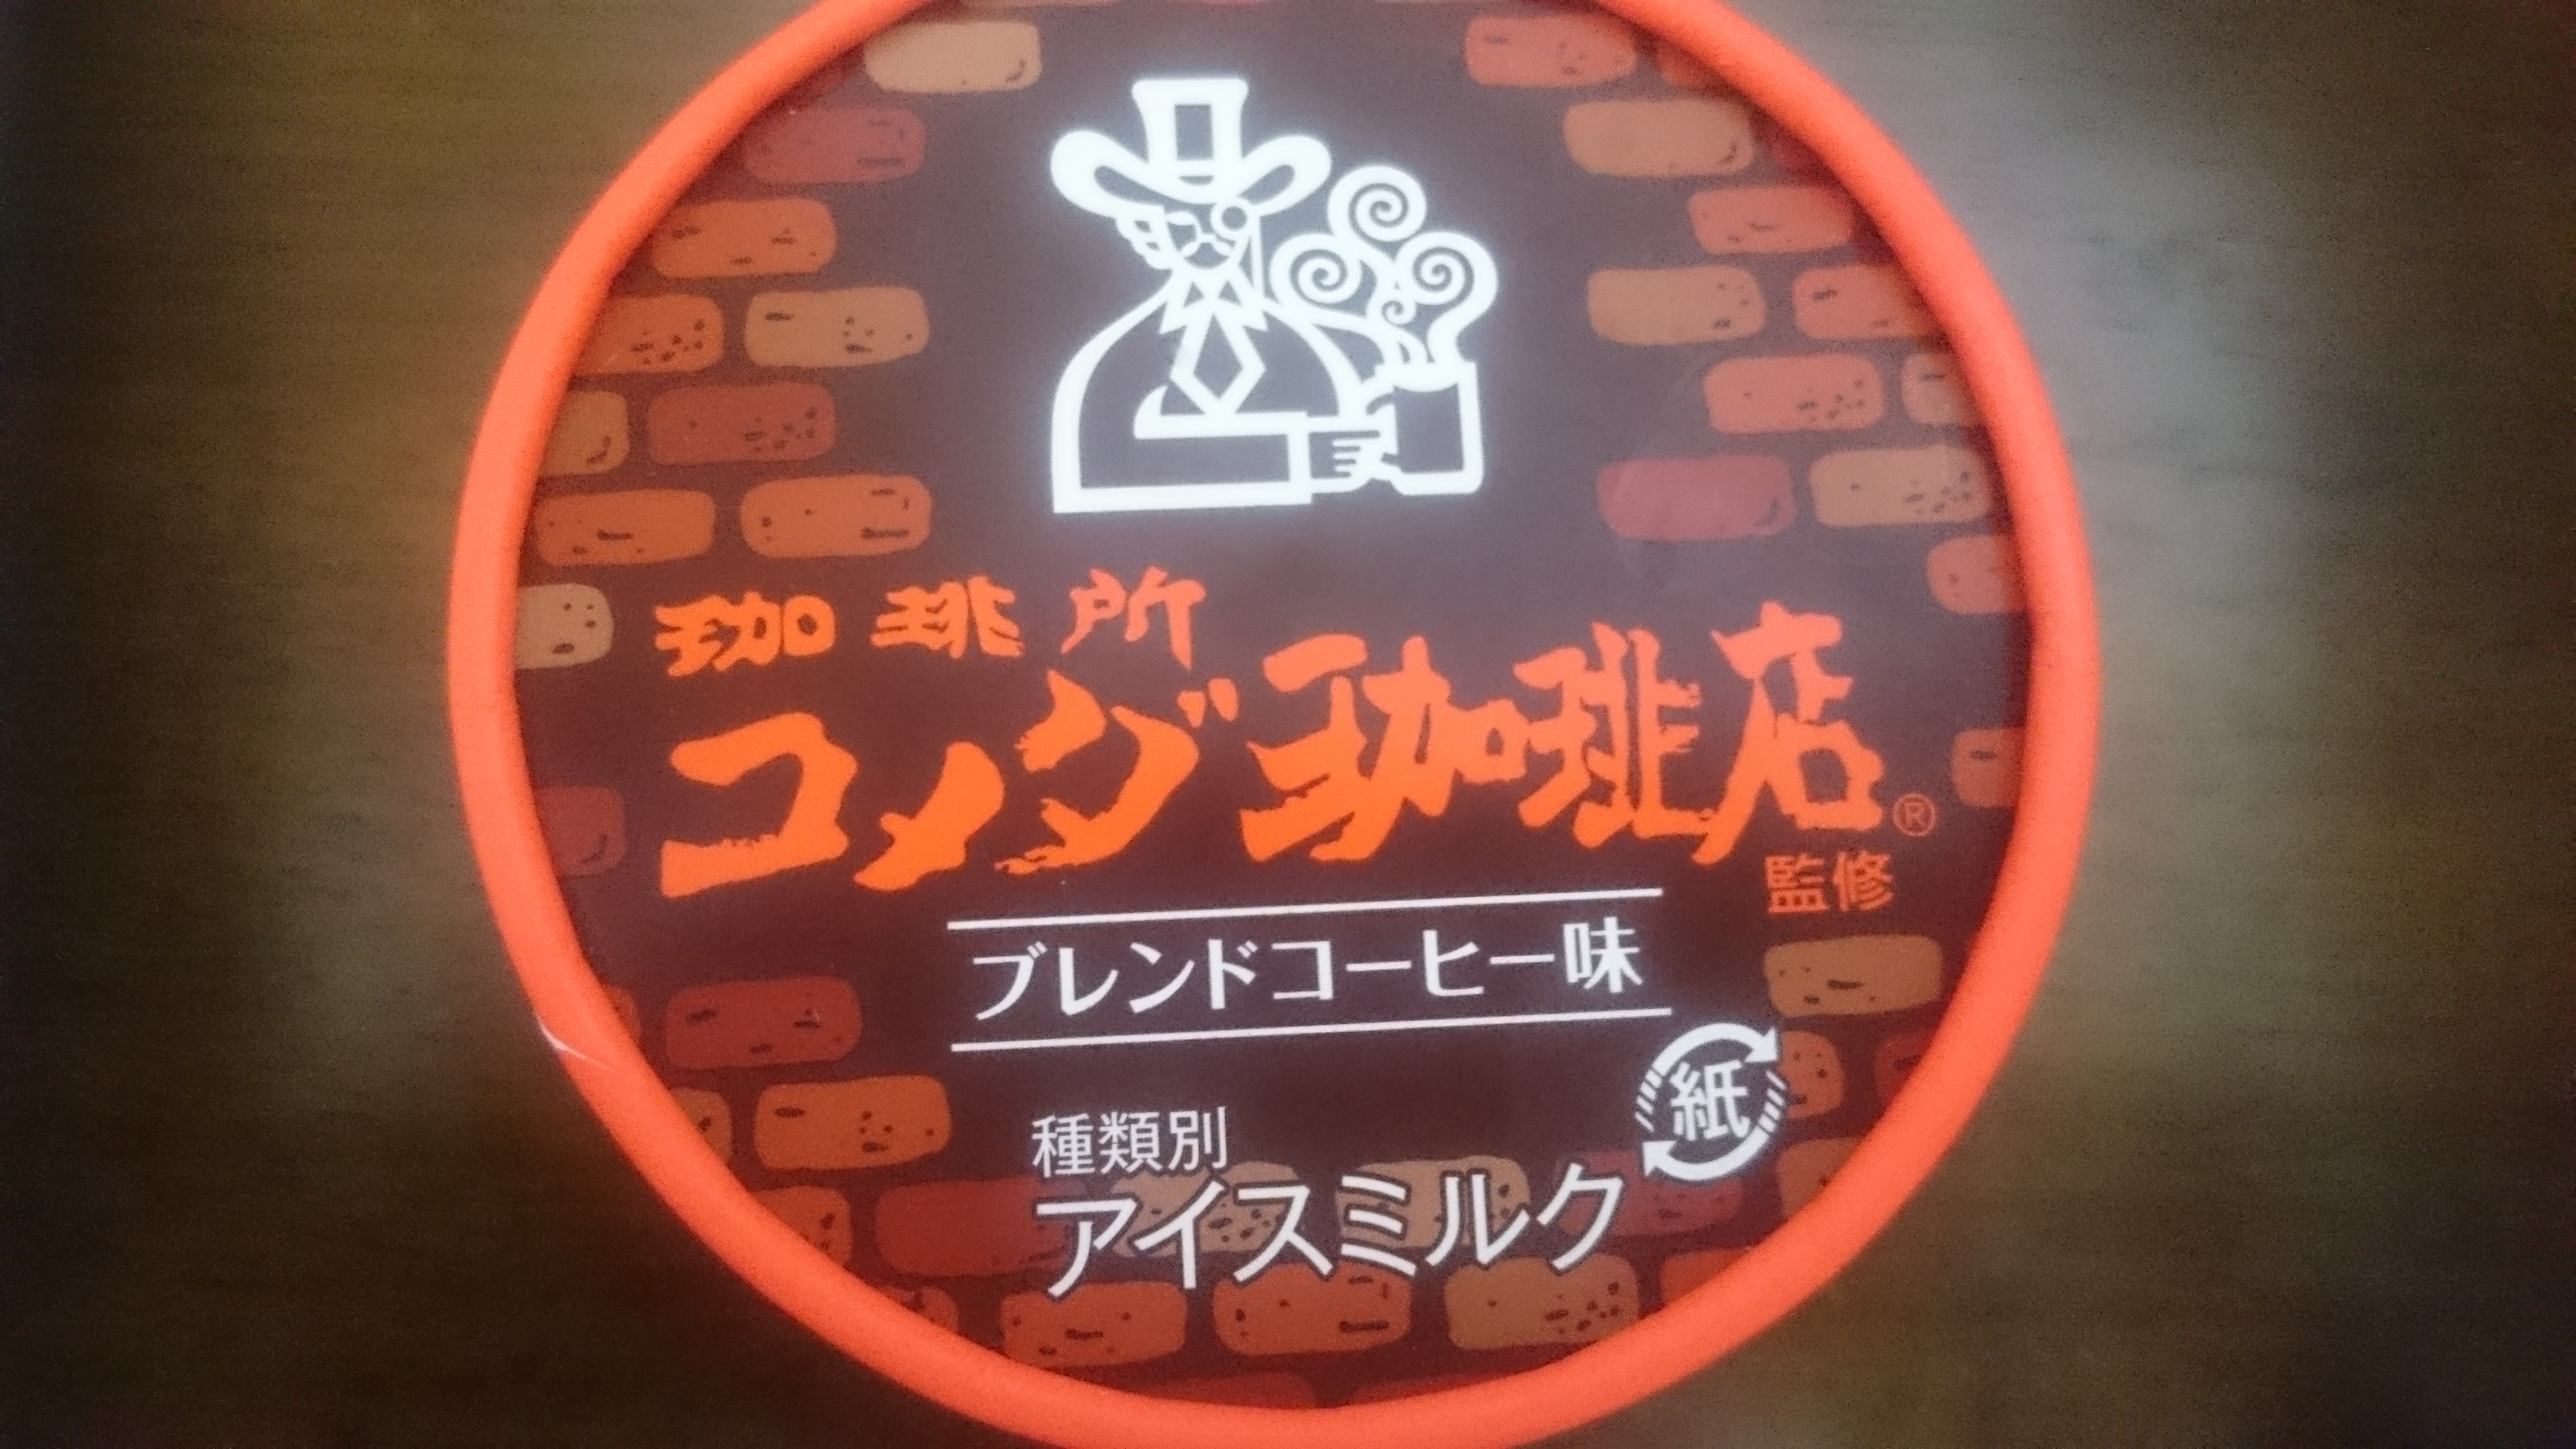 珈琲所
コメダ珈琲店®
監修
ブレンドコーヒー味
紙
種類別
アイスミルク